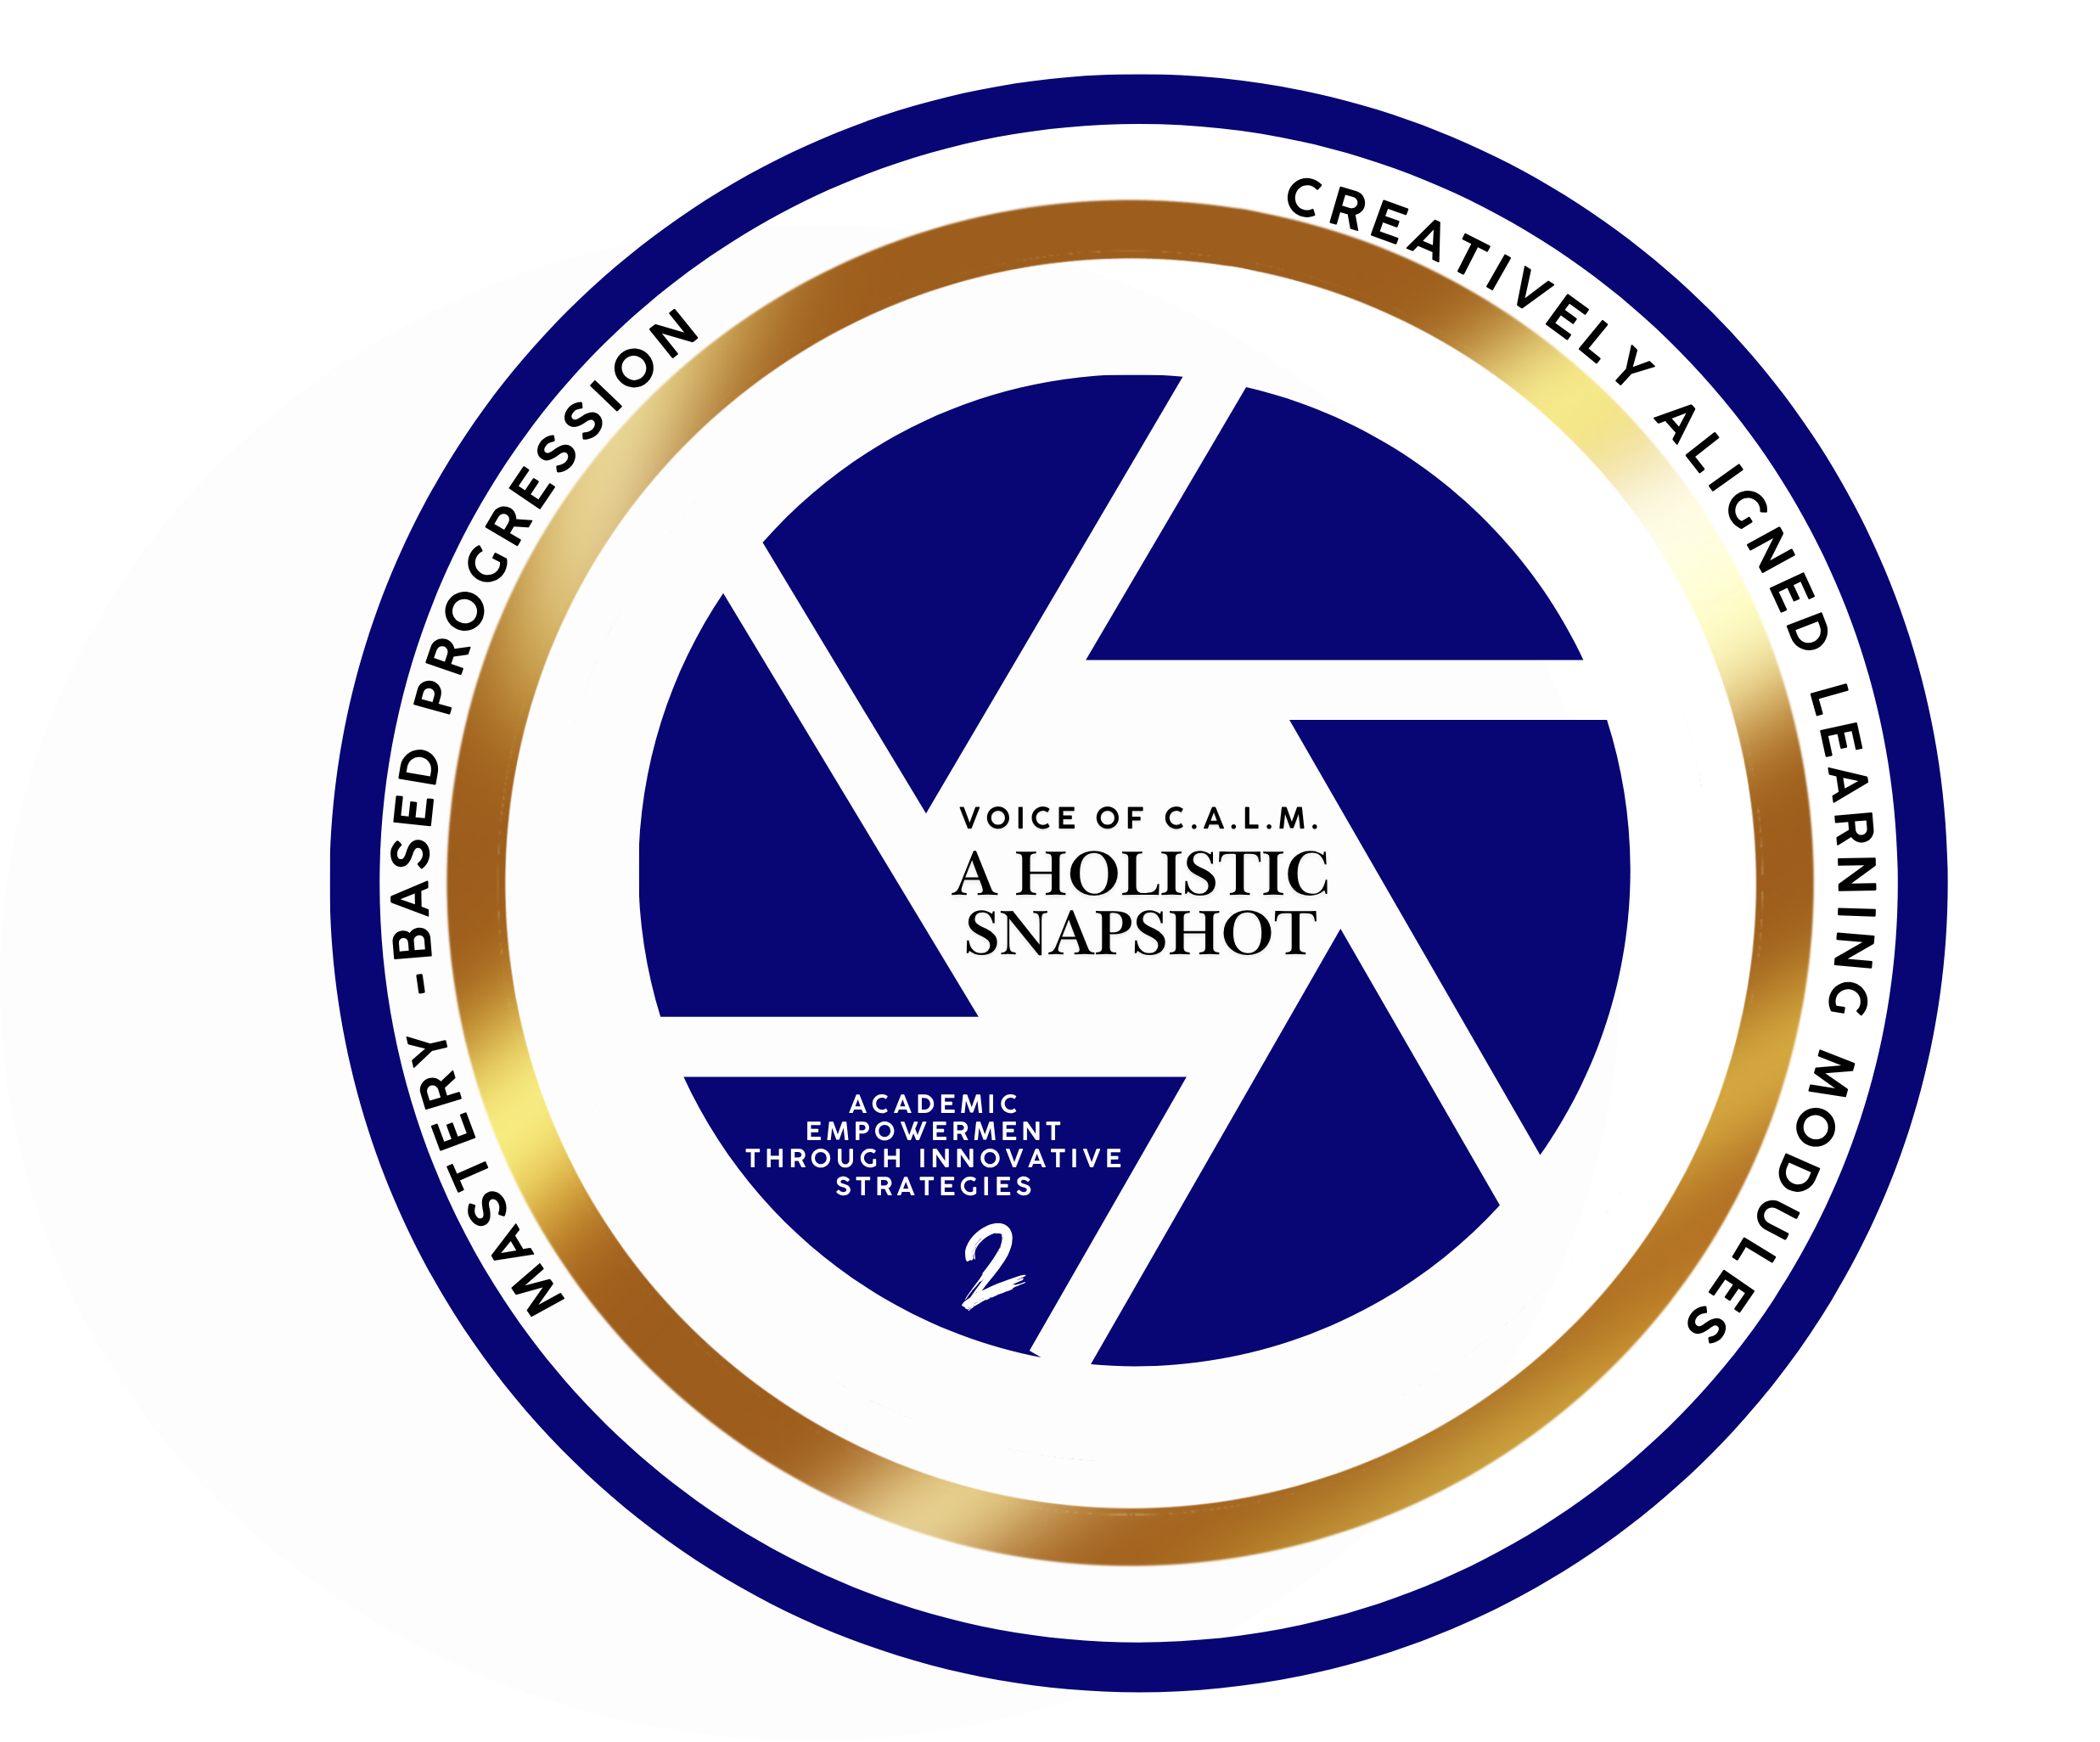 CREATIVELY ALIGNED LEARNING MODULES
MASTERY -BASED PROGRESSION
VOICE OF C.A.L.M.
A HOLISTIC
SNAPSHOT
ACADEMIC
EMPOWERMENT
THROUGH INNOVATIVE
STRATEGIES
2